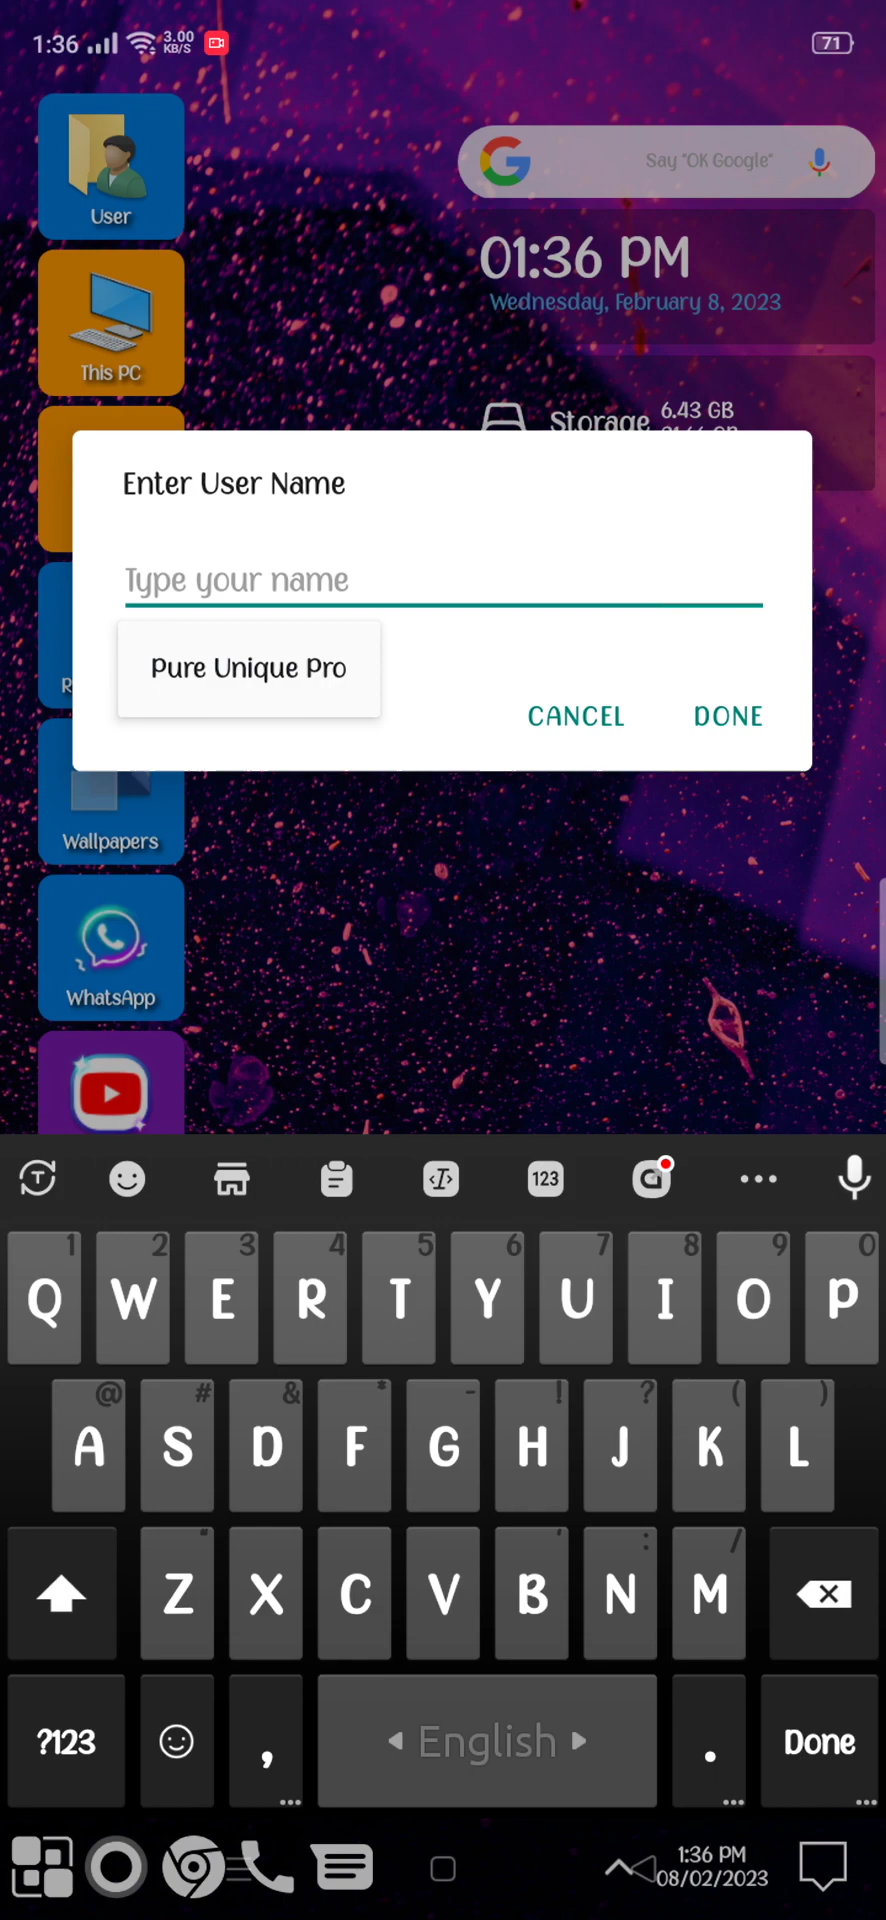 1:36
3.00
KB/S
71
User
Say "OK Google"
01:36 PM
Wednesday, February 8, 2023
This PC
Storage
6.43 GB
Enter User Name
Type your name
Pure Unique Pro
R
CANCEL
DONE
Wallpapers
WhatsApp
T
I
123
1 2 3 4 5 6 7 8 9 0
Q W E R T Y U I O P
@ # & * - ! ? ( )
A S D F G H J K L
" ' : /
Z X C V B N M
?123
,
English
.
Done
1:36 PM
08/02/2023